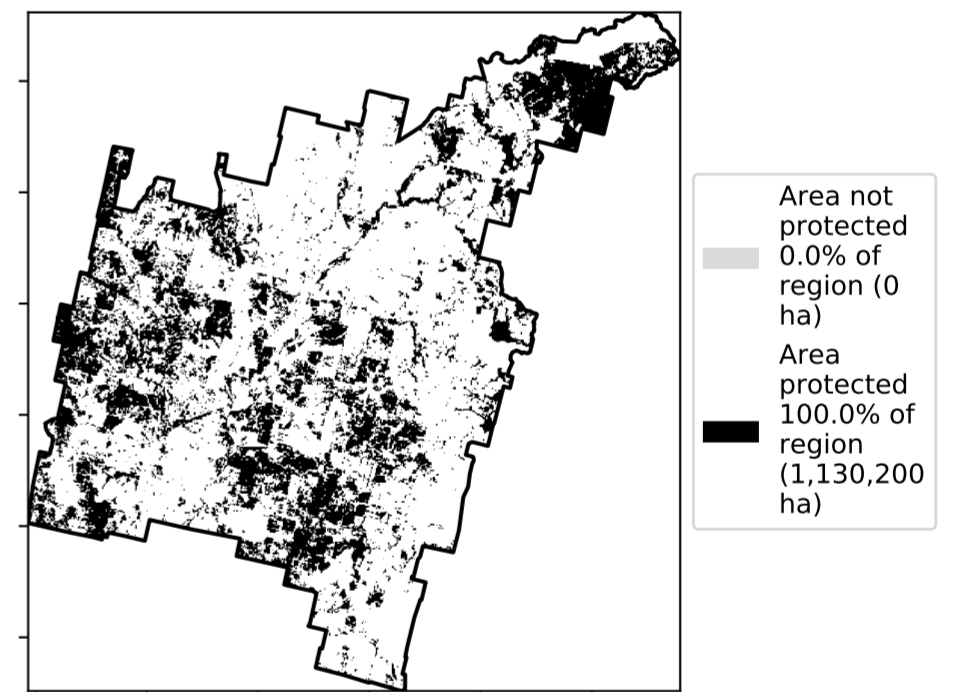 Area not
protected
0.0% of
region (0
ha)
Area
protected
100.0% of
region
(1,130,200
ha)